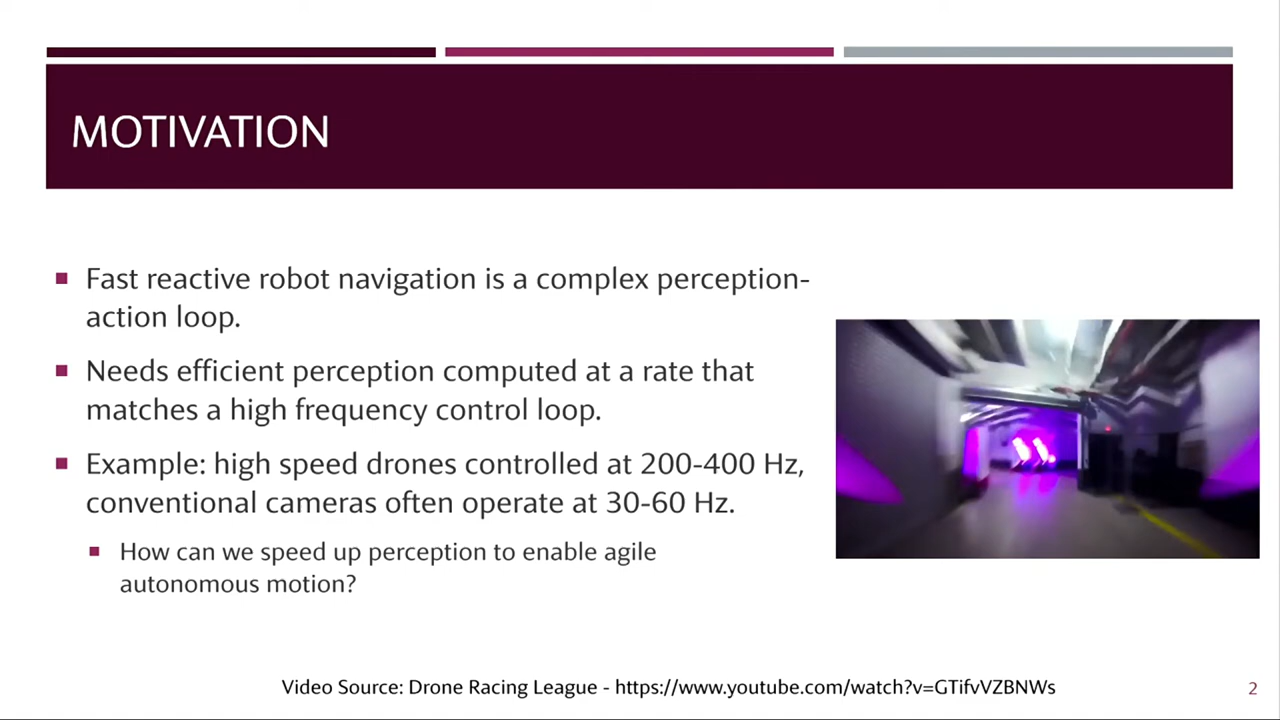 MOTIVATION
Fast reactive robot navigation is a complex perception-
action loop.
Needs efficient perception computed at a rate that
matches a high frequency control loop.
Example: high speed drones controlled at 200-400 Hz,
conventional cameras often operate at 30-60 Hz.
How can we speed up perception to enable agile
autonomous motion?
Video Source: Drone Racing League - https://www.youtube.com/watch?v=GTifvVZBNWs
2